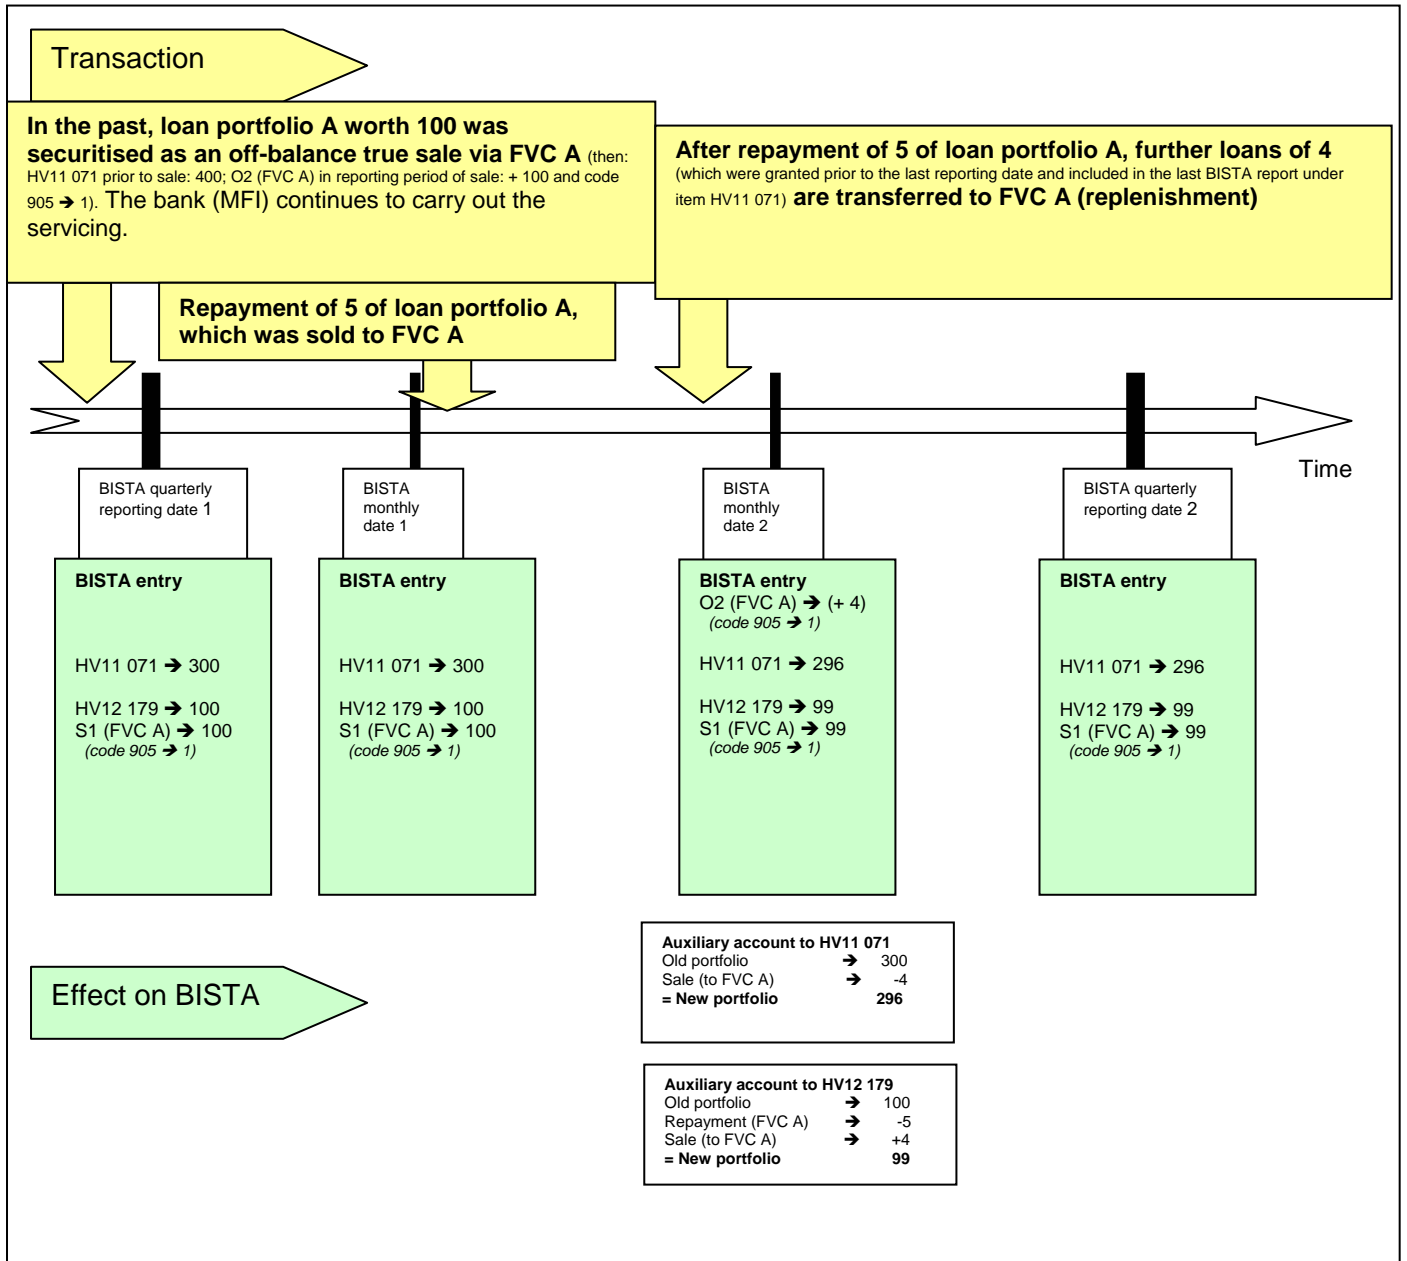 Transaction
In the past, loan portfolio A worth 100 was
securitised as an off-balance true sale via FVC A (then:
HV11 071 prior to sale: 400; O2 (FVC A) in reporting period of sale: + 100 and code
905 ➔ 1). The bank (MFI) continues to carry out the
servicing.
After repayment of 5 of loan portfolio A, further loans of 4
(which were granted prior to the last reporting date and included in the last BISTA report under
item HV11 071) are transferred to FVC A (replenishment)
Repayment of 5 of loan portfolio A,
which was sold to FVC A
Time
BISTA quarterly
reporting date 1
BISTA
monthly
date 1
BISTA
monthly
date 2
BISTA quarterly
reporting date 2
BISTA entry
HV11 071 ➔ 300
HV12 179 ➔ 100
S1 (FVC A) ➔ 100
(code 905 ➔ 1)
BISTA entry
HV11 071 ➔ 300
HV12 179 ➔ 100
S1 (FVC A) ➔ 100
(code 905 ➔ 1)
BISTA entry
O2 (FVC A) ➔ (+ 4)
(code 905 ➔ 1)
HV11 071 ➔ 296
HV12 179 ➔ 99
S1 (FVC A) ➔ 99
(code 905 ➔ 1)
BISTA entry
HV11 071 ➔ 296
HV12 179 ➔ 99
S1 (FVC A) ➔ 99
(code 905 ➔ 1)
Effect on BISTA
Auxiliary account to HV11 071
Old portfolio ➔ 300
Sale (to FVC A) ➔ -4
= New portfolio 296
Auxiliary account to HV12 179
Old portfolio ➔ 100
Repayment (FVC A) ➔ -5
Sale (to FVC A) ➔ +4
= New portfolio 99